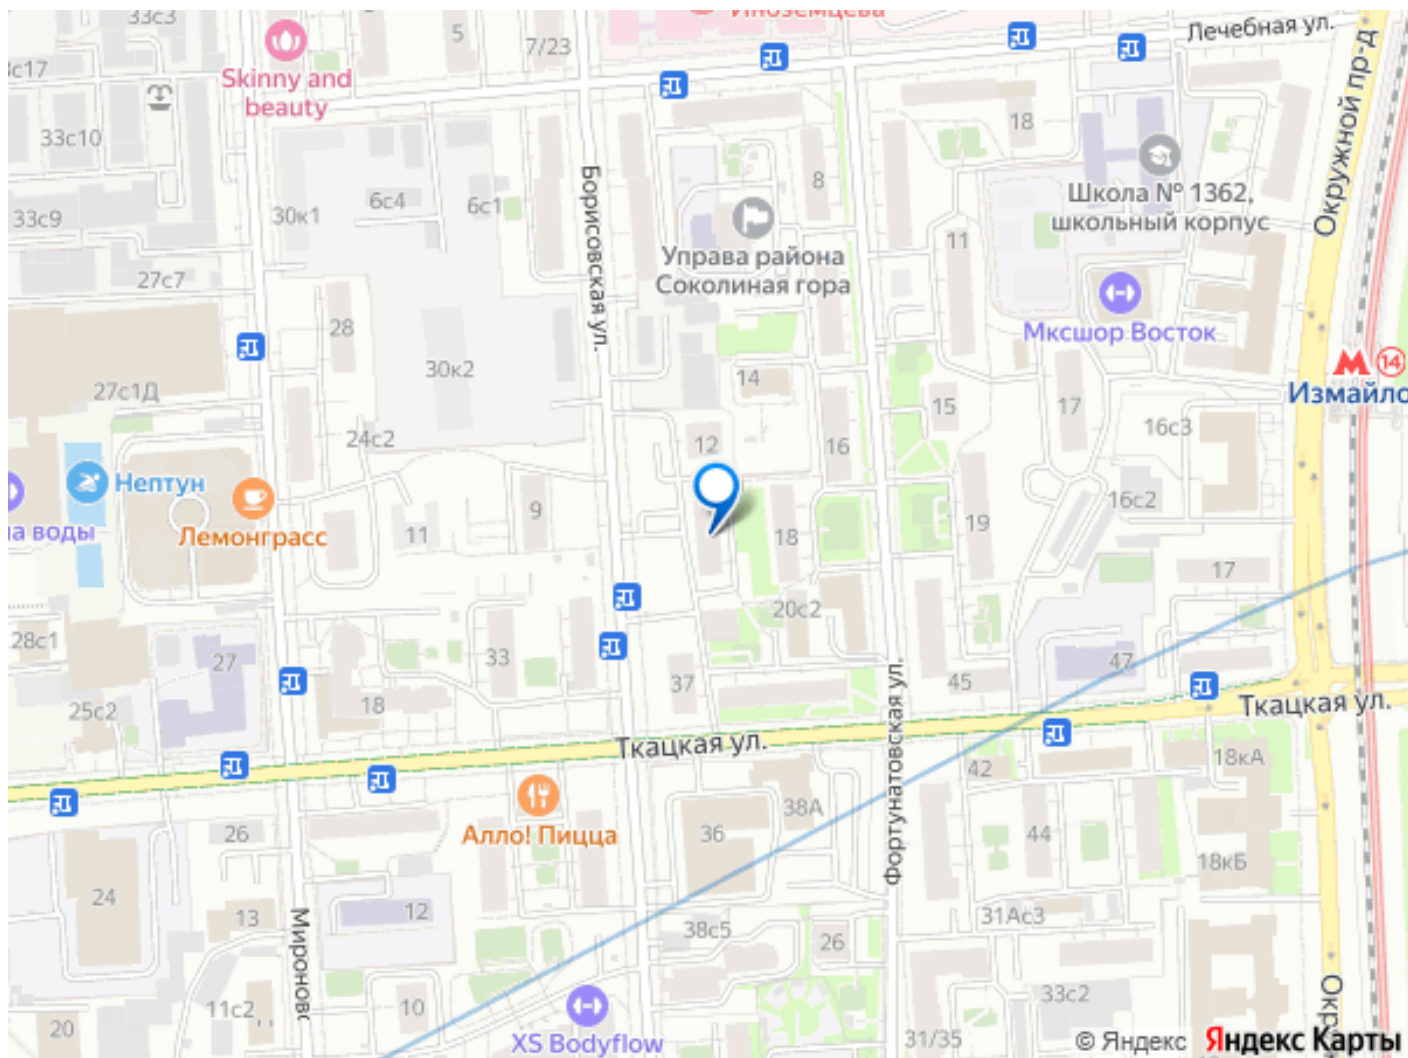 Иноземцева
Лечебная ул.
Окружной пр-д
5
7/23
33с3
с17
Skinny and
beauty
33с10
18
8
6с4
6с1
30к1
33с9
Борисовская ул.
Школа № 1362,
школьный корпус
Управа района
Соколиная гора
11
27с7
28
Мксшор Восток
30к2
14
14
Измайло
27с1Д
15
17
16с3
24с2
12
16
Нептун
16с2
а воды
Лемонграсс
11
9
18
19
17
20с2
28с1
27
33
37
47
45
25с2
18
Ткацкая ул.
Ткацкая ул.
Фортунатовская ул.
42
18кА
38А
Алло! Пицца
26
36
44
18кБ
24
13
12
31Ас3
38с5
26
Мироновс
11с2
10
33с2
20
XS Bodyflow
31/35
Окр
© Яндекс
Яндекс Карты